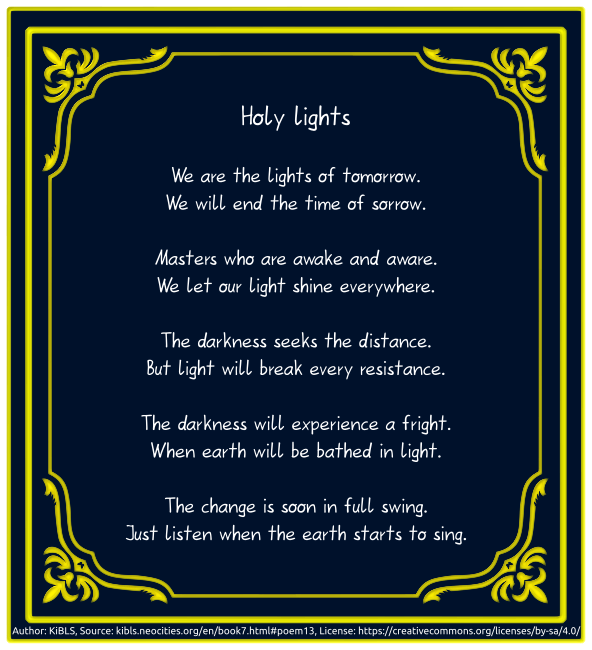 Holy lights
We are the lights of tomorrow.
We will end the time of sorrow.
Masters who are awake and aware.
We let our light shine everywhere.
The darkness seeks the distance.
But light will break every resistance.
The darkness will experience a fright.
When earth will be bathed in light.
The change is soon in full swing.
Just listen when the earth starts to sing.
Author: KiBLS, Source: kibls.neocities.org/en/book7.html#poem13, License: https://creativecommons.org/licenses/by-sa/4.0/